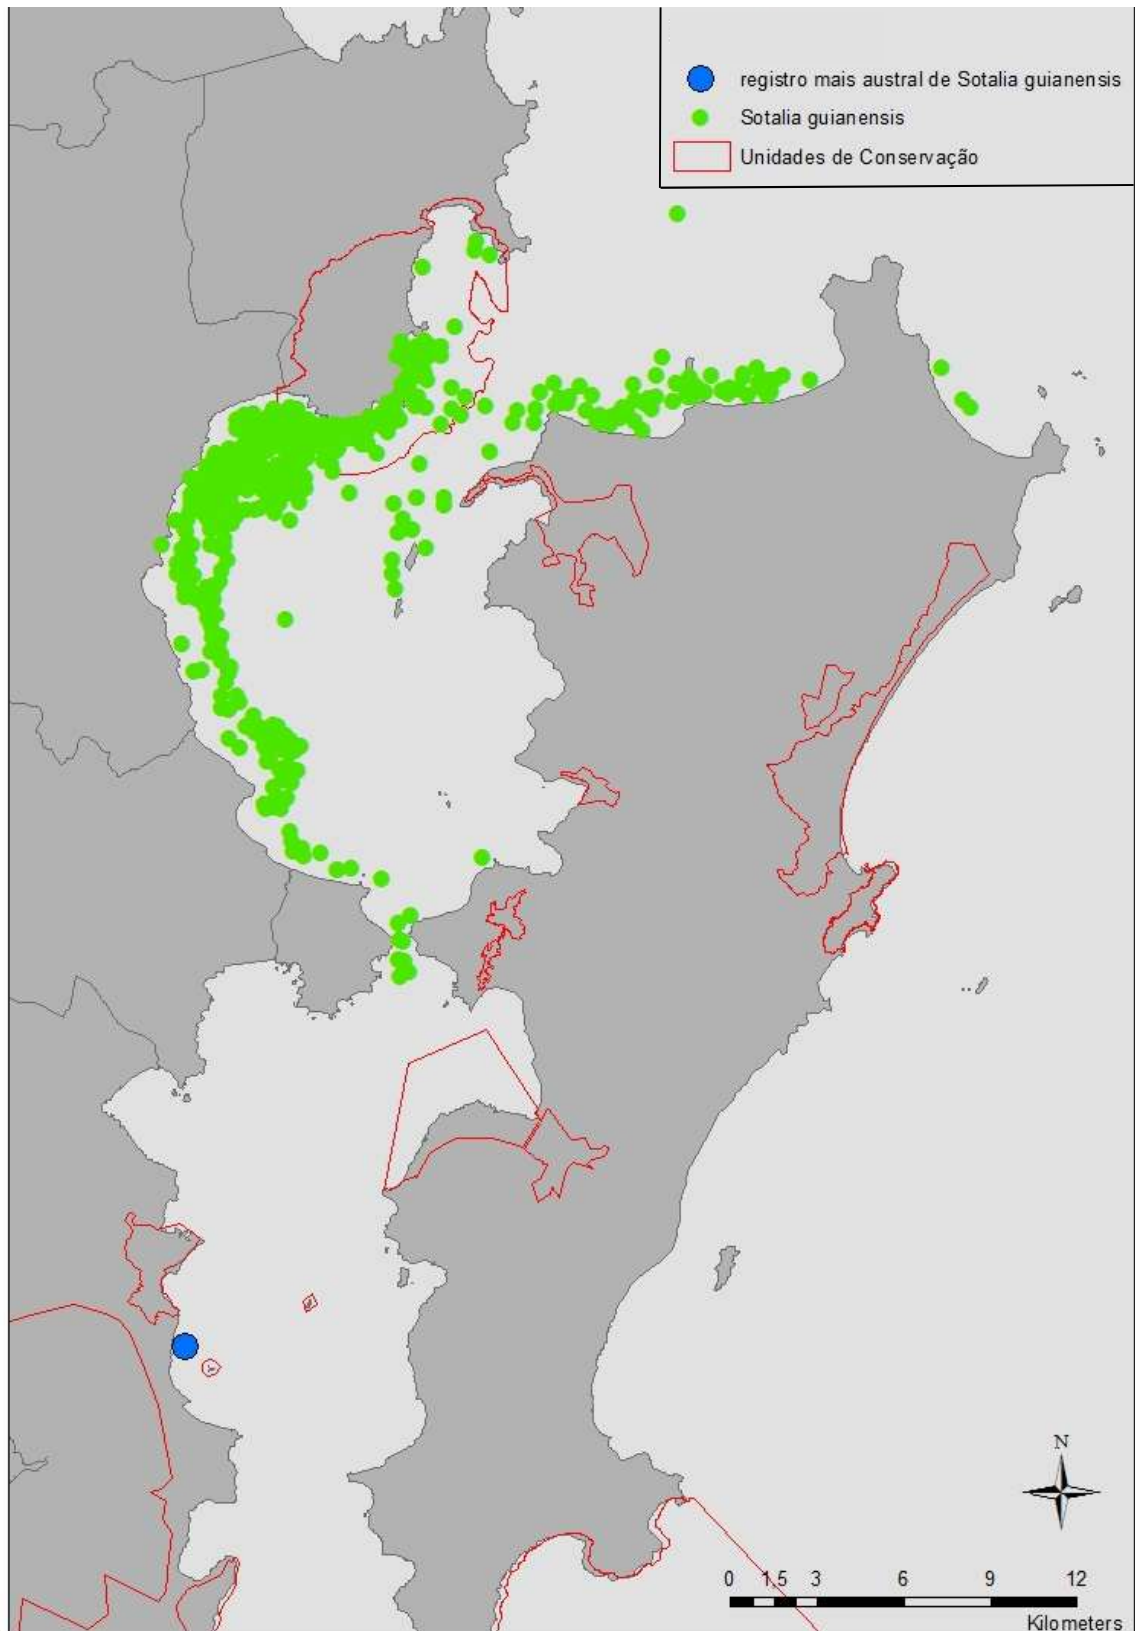 registro mais austral de Sotalia guianensis
Sotalia guianensis
Unidades de Conservação
N
0 1,5 3 6 9 12
Kilometers